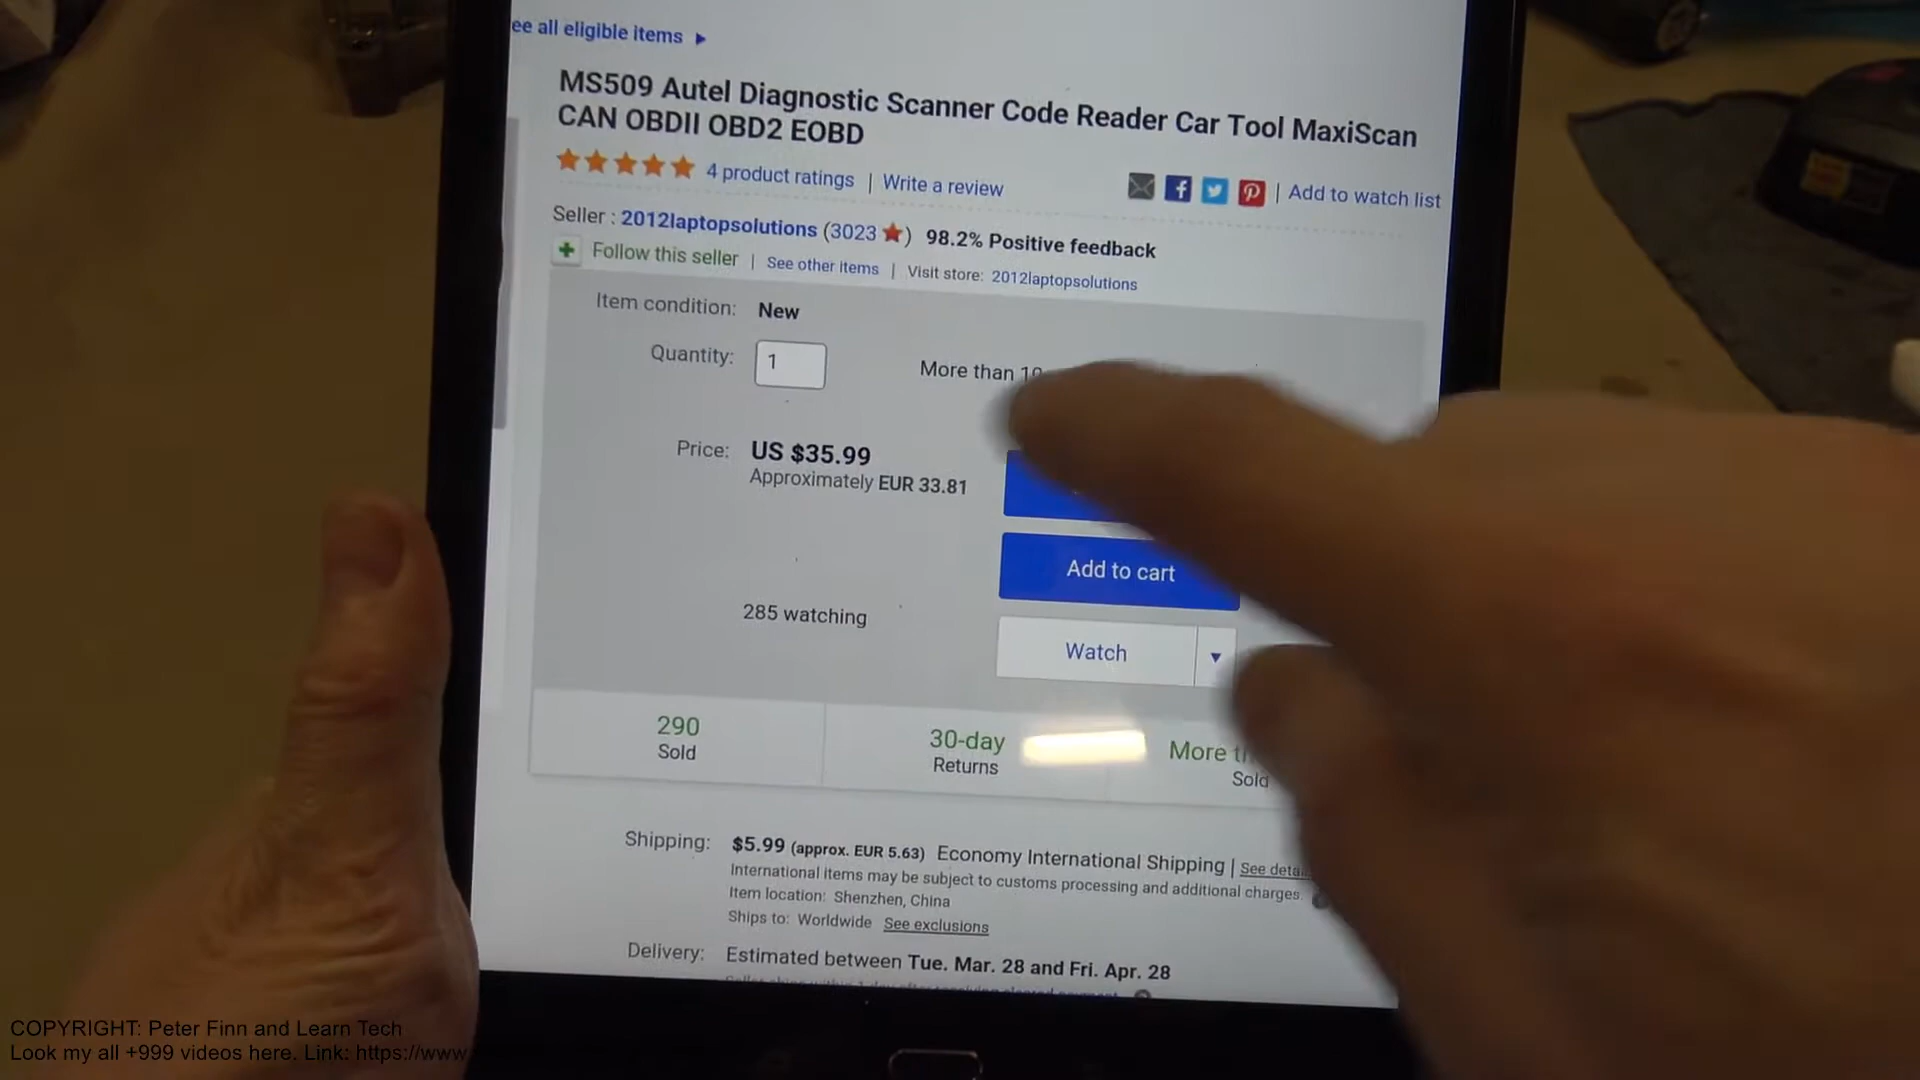 ee all eligible items
MS509 Autel Diagnostic Scanner Code Reader Car Tool MaxiScan
CAN OBDII OBD2 EOBD
4 product ratings | Write a review
| Add to watch list
Seller : 2012laptopsolutions (3023 ) 98.2% Positive feedback
Follow this seller | See other items | Visit store: 2012laptopsolutions
Item condition: New
Quantity: 1 More than 10
Price: US $35.99
Approximately EUR 33.81
Add to cart
285 watching
Watch
290
Sold
30-day
Returns
More
Sold
Shipping: $5.99 (approx. EUR 5.63) Economy International Shipping | See
International items may be subject to customs processing and additional charges.
Item location: Shenzhen, China
Ships to: Worldwide See exclusions
Delivery: Estimated between Tue. Mar. 28 and Fri. Apr. 28
COPYRIGHT: Peter Finn and Learn Tech
Look my all +999 videos here. Link: https://www